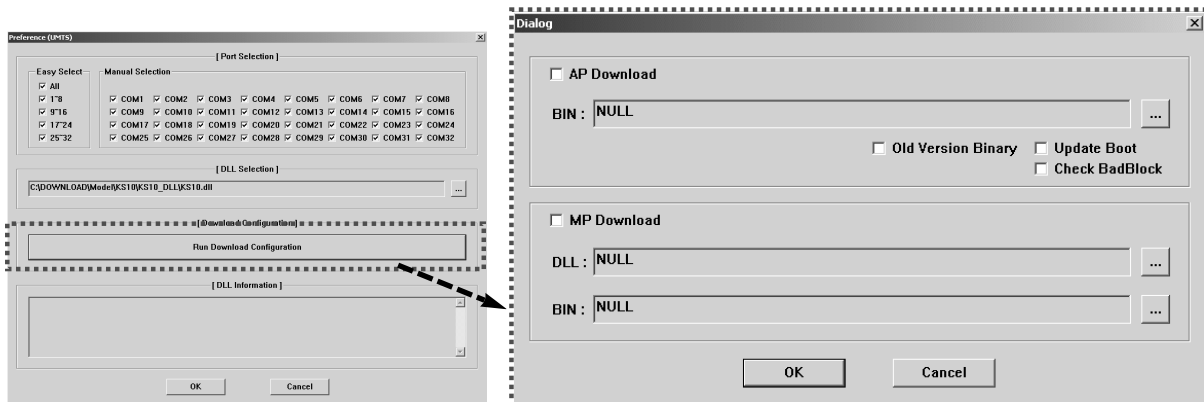 Preference (UMTS)
[ Port Selection ]
Easy Select
Manual Selection
All
1~8
COM1 COM2 COM3 COM4 COM5 COM6 COM7 COM8
9~16
COM9 COM10 COM11 COM12 COM13 COM14 COM15 COM16
17~24
COM17 COM18 COM19 COM20 COM21 COM22 COM23 COM24
25~32
COM25 COM26 COM27 COM28 COM29 COM30 COM31 COM32
[ DLL Selection ]
C:\DOWNLOAD\Model\KS10\KS10_DLL\KS10.dll
...
[ Download Configuration ]
Run Download Configuration
[ DLL Information ]
OK
Cancel
Dialog
AP Download
BIN : NULL ...
Old Version Binary
Update Boot
Check BadBlock
MP Download
DLL : NULL ...
BIN : NULL ...
OK
Cancel